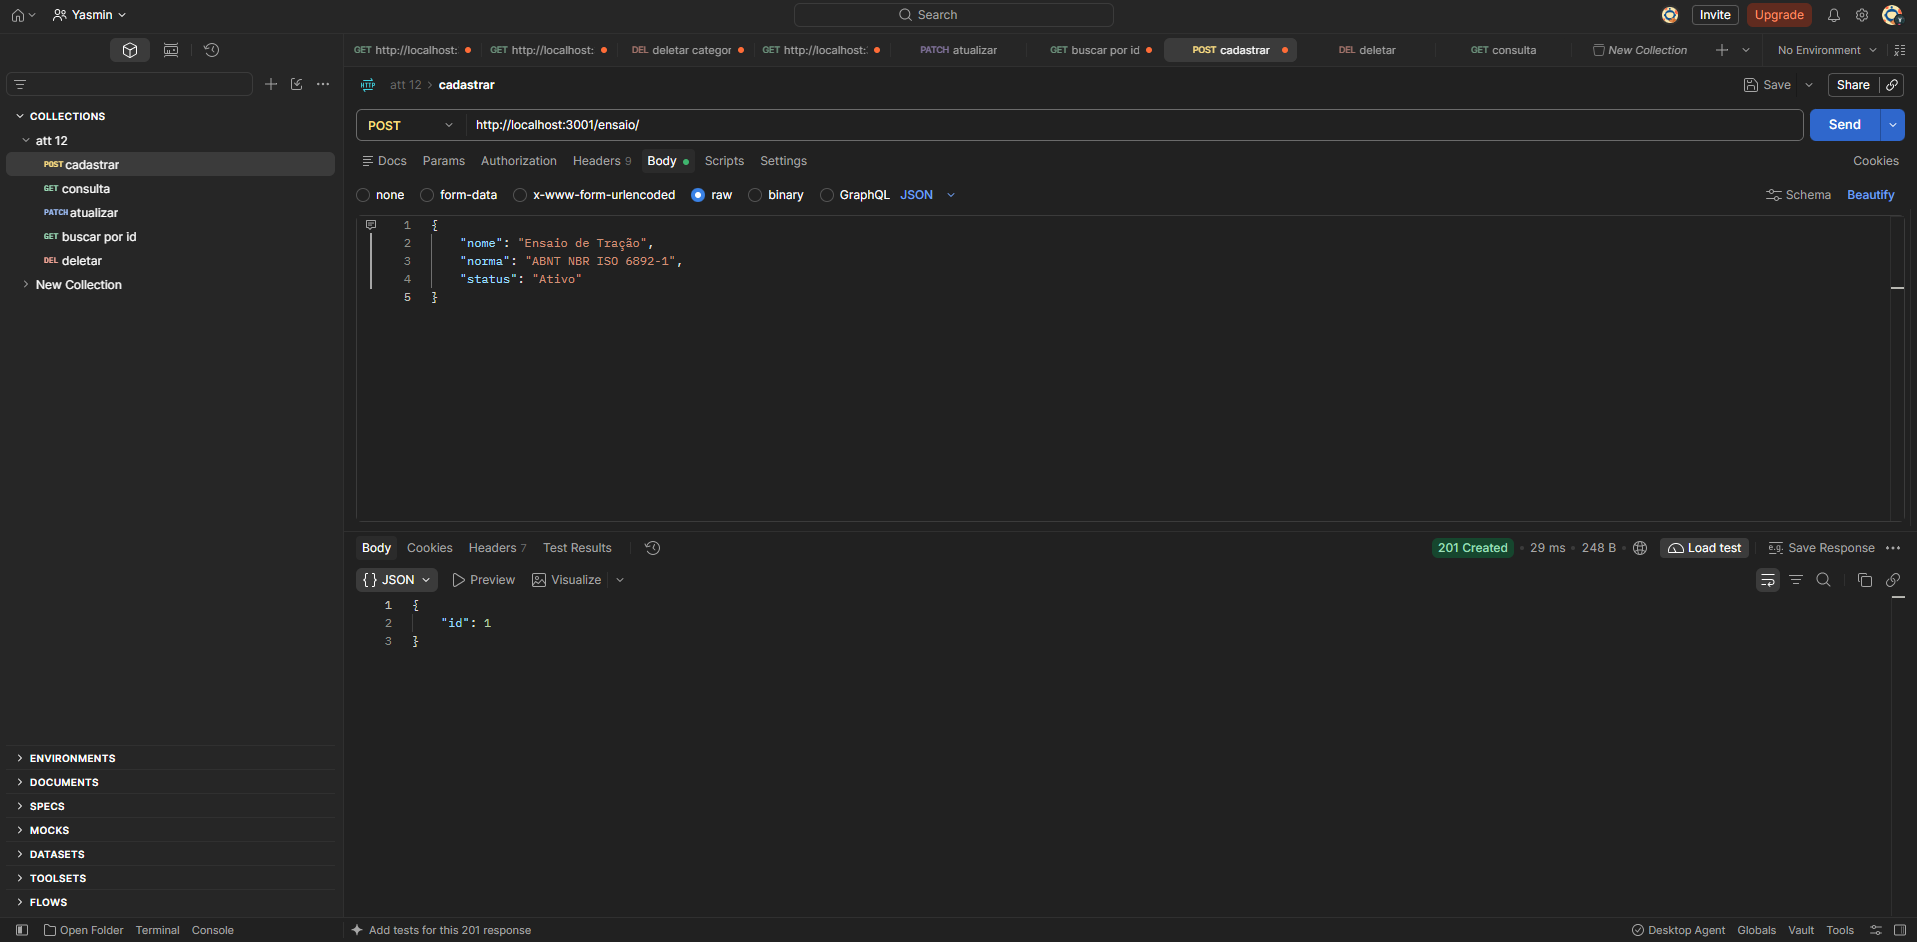 Yasmin
Search
Invite
Upgrade
GET http://localhost:
GET http://localhost:
DEL deletar categor
GET http://localhost:
PATCH atualizar
GET buscar por id
POST cadastrar
DEL deletar
GET consulta
New Collection
No Environment
HTTP att 12 > cadastrar
Save
Share
COLLECTIONS
att 12
POST cadastrar
GET consulta
PATCH atualizar
GET buscar por id
DEL deletar
New Collection
POST
http://localhost:3001/ensaio/
Send
Docs Params Authorization Headers 9 Body Scripts Settings
Cookies
none form-data x-www-form-urlencoded raw binary GraphQL JSON
Schema Beautify
1 {
2 "nome": "Ensaio de Tração",
3 "norma": "ABNT NBR ISO 6892-1",
4 "status": "Ativo"
5 }
Body Cookies Headers 7 Test Results
201 Created • 29 ms • 248 B
Load test
e.g. Save Response
{} JSON Preview Visualize
1 {
2 "id": 1
3 }
ENVIRONMENTS
DOCUMENTS
SPECS
MOCKS
DATASETS
TOOLSETS
FLOWS
Open Folder Terminal Console
Add tests for this 201 response
Desktop Agent Globals Vault Tools